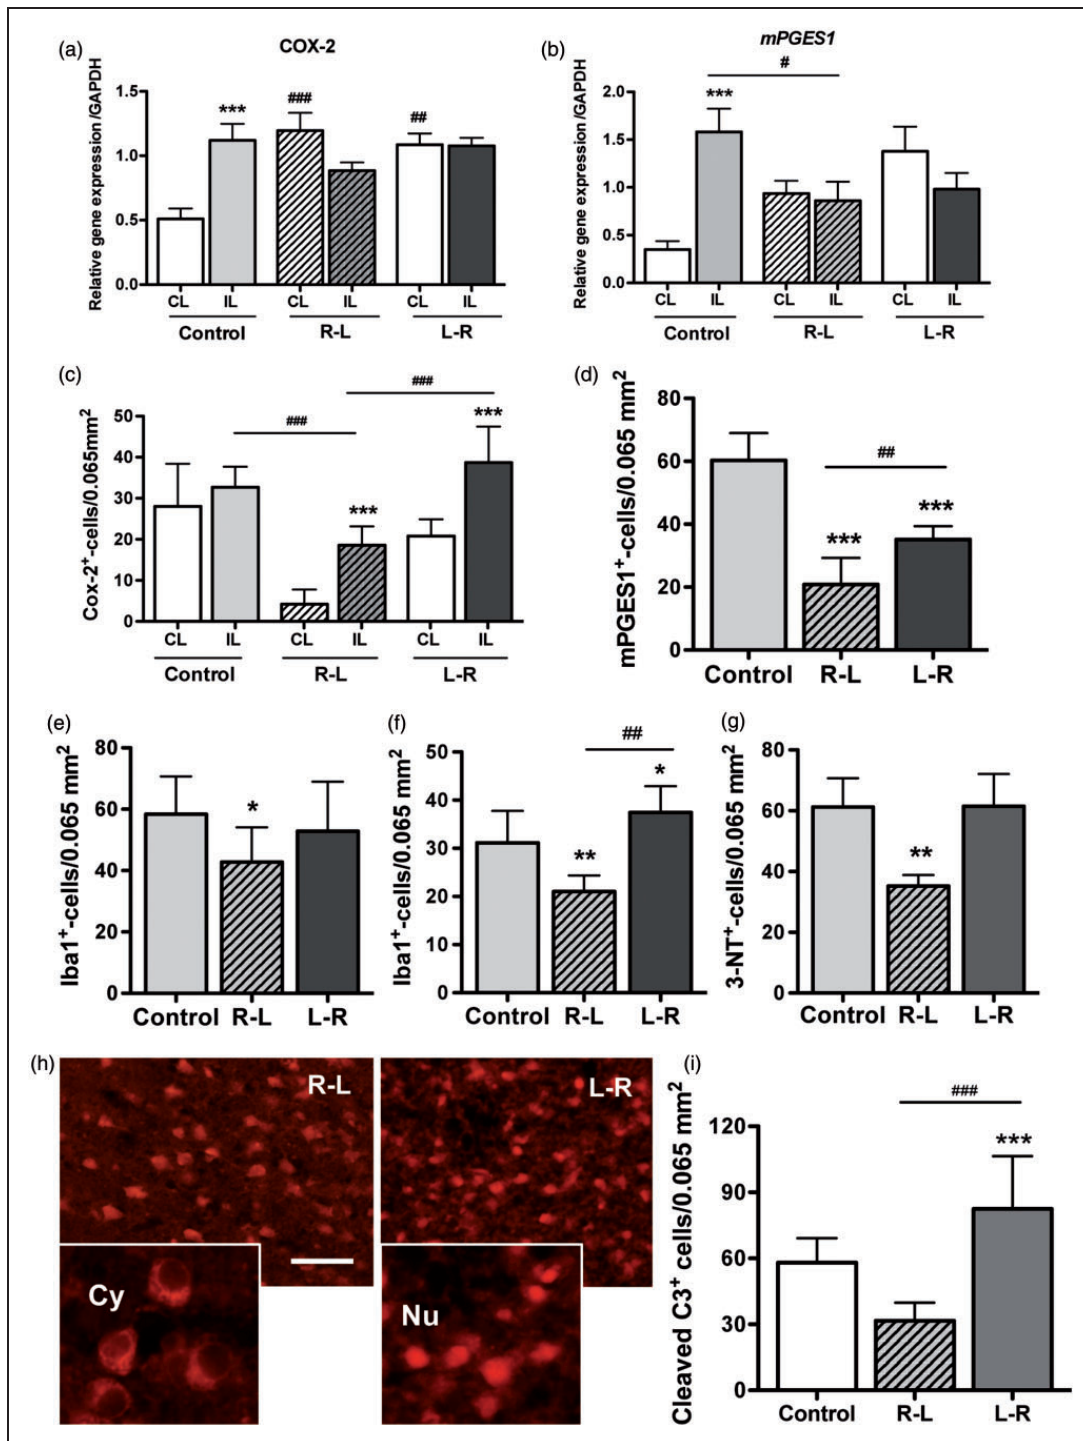 (a)
COX-2
Relative gene expression /GAPDH
1.5
1.0
0.5
0.0
***
###
##
CL IL CL IL CL IL
Control R-L L-R
(b)
mPGES1
#
Relative gene expression /GAPDH
2.0
1.5
1.0
0.5
0.0
***
CL IL CL IL CL IL
Control R-L L-R
(c)
###
###
Cox-2⁺-cells/0.065mm²
50
40
30
20
10
0
***
***
CL IL CL IL CL IL
Control R-L L-R
(d)
mPGES1⁺-cells/0.065 mm²
80
60
40
20
0
##
***
***
Control R-L L-R
(e)
Iba1⁺-cells/0.065 mm²
80
60
40
20
0
*
Control R-L L-R
(f)
Iba1⁺-cells/0.065 mm²
50
40
30
20
10
0
##
**
*
Control R-L L-R
(g)
3-NT⁺-cells/0.065 mm²
80
60
40
20
0
**
Control R-L L-R
(h)
R-L
L-R
Cy
Nu
(i)
Cleaved C3⁺ cells/0.065 mm²
120
90
60
30
0
###
***
Control R-L L-R